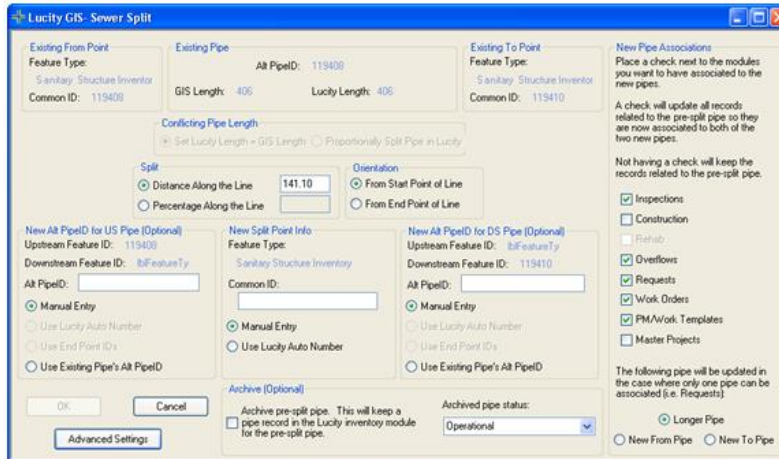 Lucity GIS- Sewer Split
Existing From Point
Feature Type:
Sanitary Structure Inventor
Common ID: 119408
Existing Pipe
Alt PipeID: 119408
GIS Length: 406 Lucity Length: 406
Existing To Point
Feature Type:
Sanitary Structure Inventor
Common ID: 119410
Conflicting Pipe Length
Set Lucity Length = GIS Length Proportionally Split Pipe in Lucity
Split
Distance Along the Line 141.10
Percentage Along the Line
Orientation
From Start Point of Line
From End Point of Line
New Alt PipeID for US Pipe (Optional)
Upstream Feature ID: 119408
Downstream Feature ID: lblFeatureTy
Alt PipeID:
Manual Entry
Use Lucity Auto Number
Use End Point IDs
Use Existing Pipe's Alt PipeID
New Split Point Info
Feature Type:
Sanitary Structure Inventory
Common ID:
Manual Entry
Use Lucity Auto Number
New Alt PipeID for DS Pipe (Optional)
Upstream Feature ID: lblFeatureTy
Downstream Feature ID: 119410
Alt PipeID:
Manual Entry
Use Lucity Auto Number
Use End Point IDs
Use Existing Pipe's Alt PipeID
OK
Cancel
Advanced Settings
Archive (Optional)
Archive pre-split pipe. This will keep a
pipe record in the Lucity inventory module
for the pre-split pipe.
Archived pipe status:
Operational
New Pipe Associations
Place a check next to the modules
you want to have associated to the
new pipes.
A check will update all records
related to the pre-split pipe so they
are now associated to both of the
two new pipes.
Not having a check will keep the
records related to the pre-split pipe.
Inspections
Construction
Rehab
Overflows
Requests
Work Orders
PM/Work Templates
Master Projects
The following pipe will be updated in
the case where only one pipe can be
associated (i.e. Requests):
Longer Pipe
New From Pipe New To Pipe